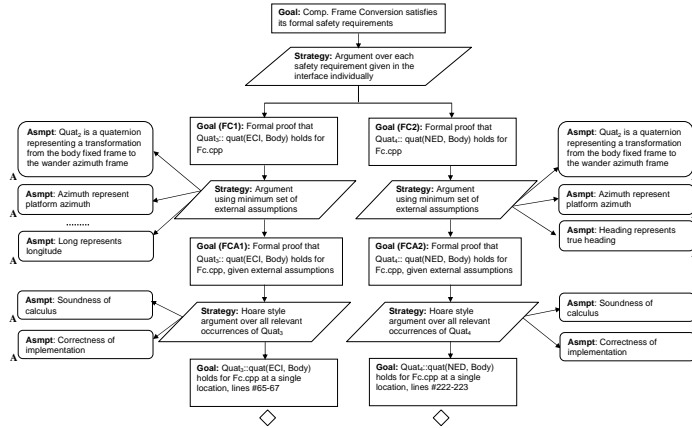 Goal: Comp. Frame Conversion satisfies
its formal safety requirements
Strategy: Argument over each
safety requirement given in the
interface individually
Goal (FC1): Formal proof that
Quat₃:: quat(ECI, Body) holds for
Fc.cpp
Goal (FC2): Formal proof that
Quat₄:: quat(NED, Body) holds for
Fc.cpp
Asmpt: Quat₂ is a quaternion
representing a transformation
from the body fixed frame to
the wander azimuth frame
A
Asmpt: Quat₂ is a quaternion
representing a transformation
from the body fixed frame to
the wander azimuth frame
Asmpt: Azimuth represent
platform azimuth
A
Strategy: Argument
using minimum set of
external assumptions
Strategy: Argument
using minimum set of
external assumptions
Asmpt: Azimuth represent
platform azimuth
.........
Asmpt: Long represents
longitude
A
Goal (FCA1): Formal proof that
Quat₃:: quat(ECI, Body) holds for
Fc.cpp, given external assumptions
Goal (FCA2): Formal proof that
Quat₄:: quat(NED, Body) holds for
Fc.cpp, given external assumptions
Asmpt: Heading represents
true heading
Asmpt: Soundness of
calculus
A
Strategy: Hoare style
argument over all relevant
occurrences of Quat₃
Strategy: Hoare style
argument over all relevant
occurrences of Quat₄
Asmpt: Soundness of
calculus
Asmpt: Correctness of
implementation
A
Asmpt: Correctness of
implementation
Goal: Quat₃::quat(ECI, Body)
holds for Fc.cpp at a single
location, lines #65-67
Goal: Quat₄::quat(NED, Body)
holds for Fc.cpp at a single
location, lines #222-223